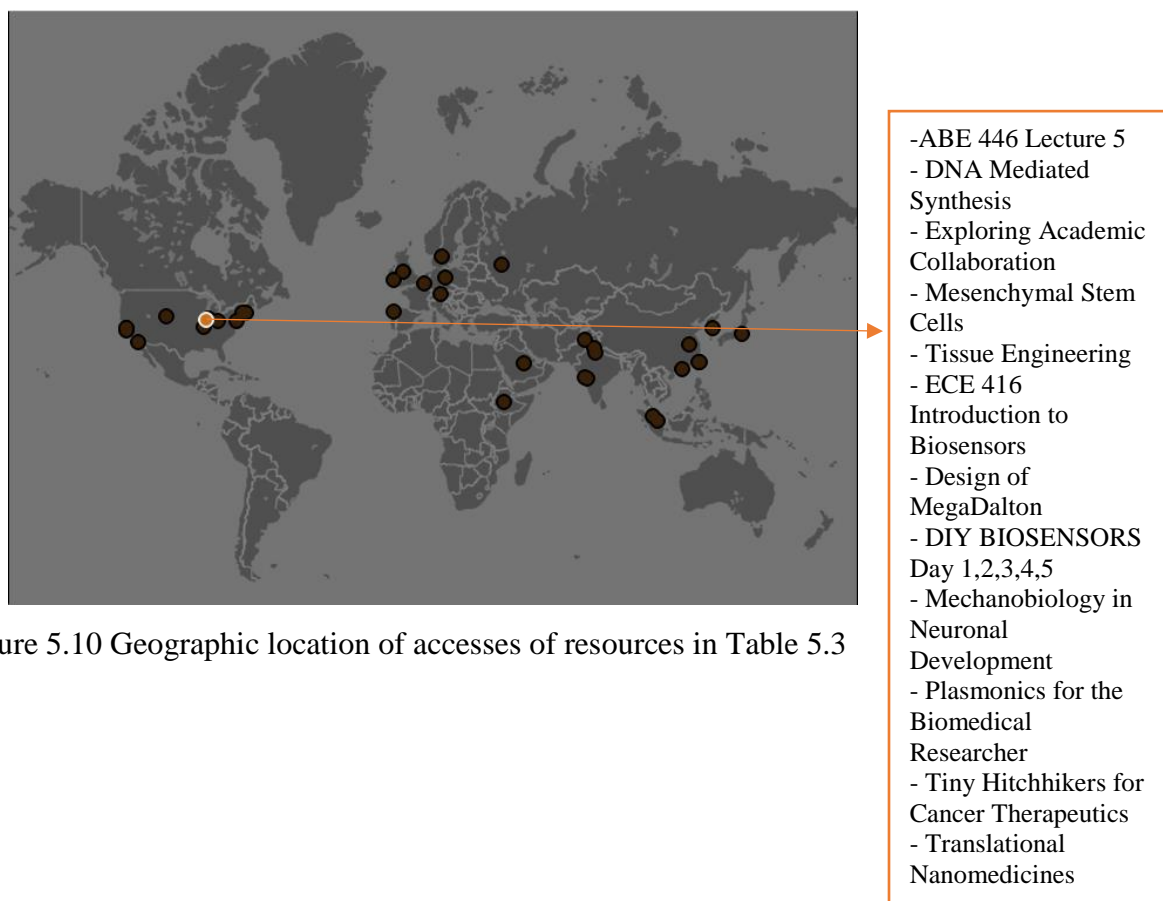 -ABE 446 Lecture 5
- DNA Mediated
Synthesis
- Exploring Academic
Collaboration
- Mesenchymal Stem
Cells
- Tissue Engineering
- ECE 416
Introduction to
Biosensors
- Design of
MegaDalton
- DIY BIOSENSORS
Day 1,2,3,4,5
- Mechanobiology in
Neuronal
Development
- Plasmonics for the
Biomedical
Researcher
- Tiny Hitchhikers for
Cancer Therapeutics
- Translational
Nanomedicines
ure 5.10 Geographic location of accesses of resources in Table 5.3